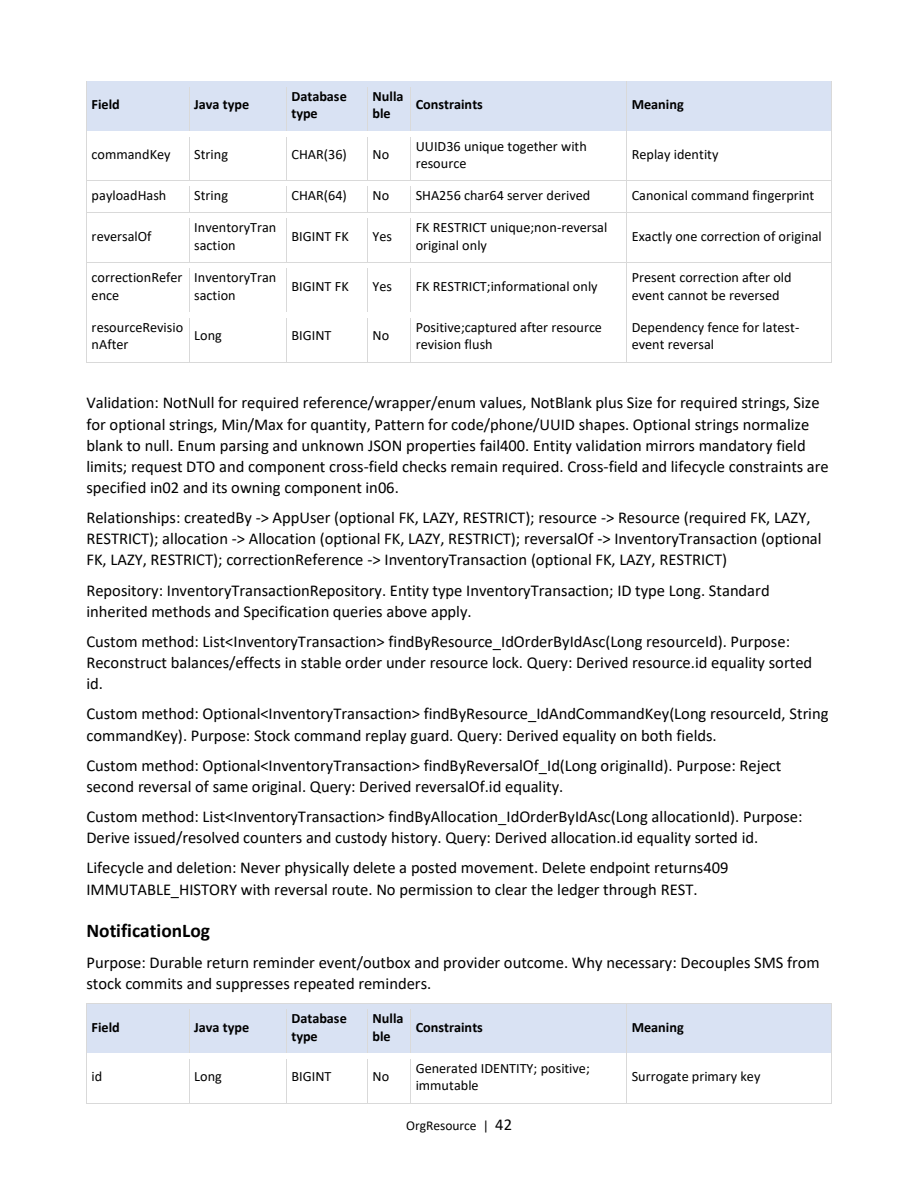 Field Java type Database type Nulla ble Constraints Meaning
commandKey String CHAR(36) No UUID36 unique together with resource Replay identity
payloadHash String CHAR(64) No SHA256 char64 server derived Canonical command fingerprint
reversalOf InventoryTran saction BIGINT FK Yes FK RESTRICT unique;non-reversal original only Exactly one correction of original
correctionRefer ence InventoryTran saction BIGINT FK Yes FK RESTRICT;informational only Present correction after old event cannot be reversed
resourceRevisio nAfter Long BIGINT No Positive;captured after resource revision flush Dependency fence for latest-event reversal
Validation: NotNull for required reference/wrapper/enum values, NotBlank plus Size for required strings, Size
for optional strings, Min/Max for quantity, Pattern for code/phone/UUID shapes. Optional strings normalize
blank to null. Enum parsing and unknown JSON properties fail400. Entity validation mirrors mandatory field
limits; request DTO and component cross-field checks remain required. Cross-field and lifecycle constraints are
specified in02 and its owning component in06.
Relationships: createdBy -> AppUser (optional FK, LAZY, RESTRICT); resource -> Resource (required FK, LAZY,
RESTRICT); allocation -> Allocation (optional FK, LAZY, RESTRICT); reversalOf -> InventoryTransaction (optional
FK, LAZY, RESTRICT); correctionReference -> InventoryTransaction (optional FK, LAZY, RESTRICT)
Repository: InventoryTransactionRepository. Entity type InventoryTransaction; ID type Long. Standard
inherited methods and Specification queries above apply.
Custom method: List<InventoryTransaction> findByResource_IdOrderByIdAsc(Long resourceId). Purpose:
Reconstruct balances/effects in stable order under resource lock. Query: Derived resource.id equality sorted
id.
Custom method: Optional<InventoryTransaction> findByResource_IdAndCommandKey(Long resourceId, String
commandKey). Purpose: Stock command replay guard. Query: Derived equality on both fields.
Custom method: Optional<InventoryTransaction> findByReversalOf_Id(Long originalId). Purpose: Reject
second reversal of same original. Query: Derived reversalOf.id equality.
Custom method: List<InventoryTransaction> findByAllocation_IdOrderByIdAsc(Long allocationId). Purpose:
Derive issued/resolved counters and custody history. Query: Derived allocation.id equality sorted id.
Lifecycle and deletion: Never physically delete a posted movement. Delete endpoint returns409
IMMUTABLE_HISTORY with reversal route. No permission to clear the ledger through REST.
NotificationLog
Purpose: Durable return reminder event/outbox and provider outcome. Why necessary: Decouples SMS from
stock commits and suppresses repeated reminders.
Field Java type Database type Nulla ble Constraints Meaning
id Long BIGINT No Generated IDENTITY; positive; immutable Surrogate primary key
OrgResource | 42